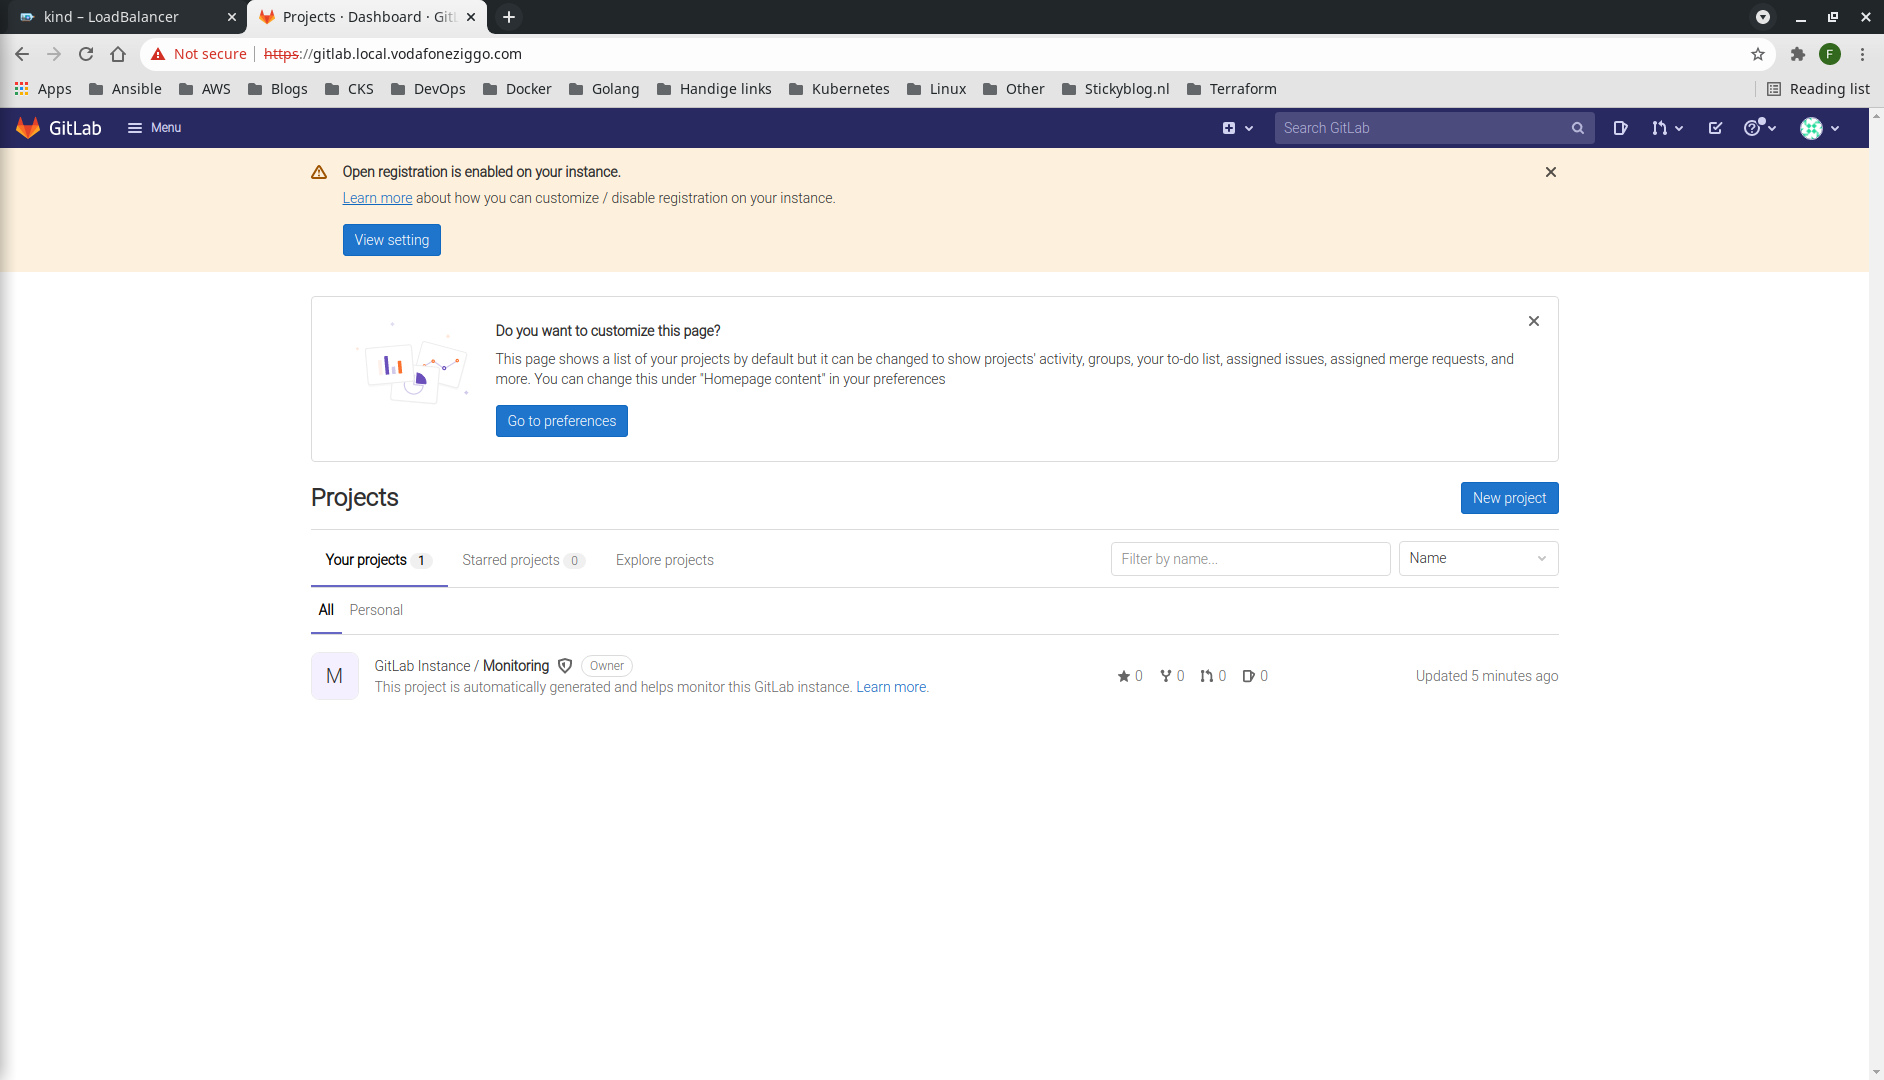 kind – LoadBalancer
Projects · Dashboard · GitL
Not secure https://gitlab.local.vodafoneziggo.com
F
Apps Ansible AWS Blogs CKS DevOps Docker Golang Handige links Kubernetes Linux Other Stickyblog.nl Terraform Reading list
GitLab Menu Search GitLab
Open registration is enabled on your instance.
Learn more about how you can customize / disable registration on your instance.
View setting
Do you want to customize this page?
This page shows a list of your projects by default but it can be changed to show projects' activity, groups, your to-do list, assigned issues, assigned merge requests, and
more. You can change this under "Homepage content" in your preferences
Go to preferences
Projects New project
Your projects 1 Starred projects 0 Explore projects Filter by name... Name
All Personal
M
GitLab Instance / Monitoring Owner
This project is automatically generated and helps monitor this GitLab instance. Learn more.
0 0 0 0 Updated 5 minutes ago